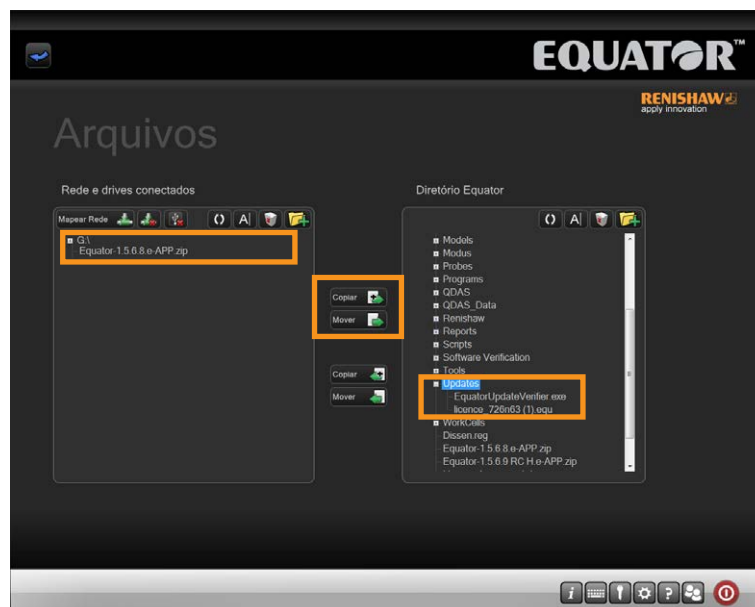 EQUATOR™
RENISHAW
apply innovation
Arquivos
Rede e drives conectados
Diretório Equator
Mapear Rede
A|
A|
G:\
Equator-1.5.6.8.e-APP.zip
Models
Modus
Probes
Programs
QDAS
QDAS_Data
Renishaw
Reports
Scripts
Software Verification
Tools
Updates
EquatorUpdateVerifier.exe
licence_726n63 (1).equ
WorkCells
Dissen.reg
Equator-1.5.6.8.e-APP.zip
Equator-1.5.6.9 RC H.e-APP.zip
Copiar
Mover
Copiar
Mover